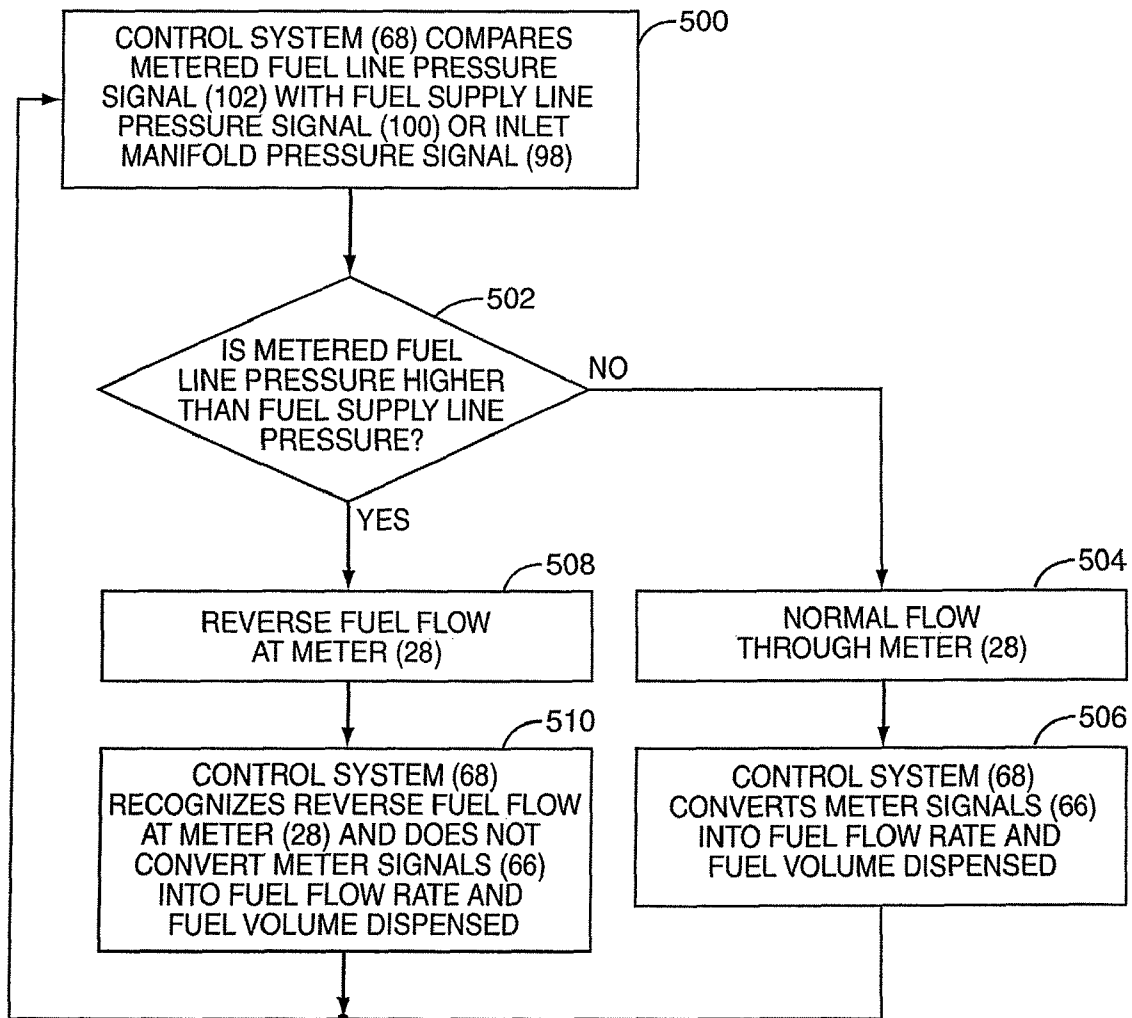 CONTROL SYSTEM (68) COMPARES
METERED FUEL LINE PRESSURE
SIGNAL (102) WITH FUEL SUPPLY LINE
PRESSURE SIGNAL (100) OR INLET
MANIFOLD PRESSURE SIGNAL (98)
500
502
IS METERED FUEL
LINE PRESSURE HIGHER
THAN FUEL SUPPLY LINE
PRESSURE?
NO
YES
508
REVERSE FUEL FLOW
AT METER (28)
504
NORMAL FLOW
THROUGH METER (28)
510
CONTROL SYSTEM (68)
RECOGNIZES REVERSE FUEL FLOW
AT METER (28) AND DOES NOT
CONVERT METER SIGNALS (66)
INTO FUEL FLOW RATE AND
FUEL VOLUME DISPENSED
506
CONTROL SYSTEM (68)
CONVERTS METER SIGNALS (66)
INTO FUEL FLOW RATE AND
FUEL VOLUME DISPENSED